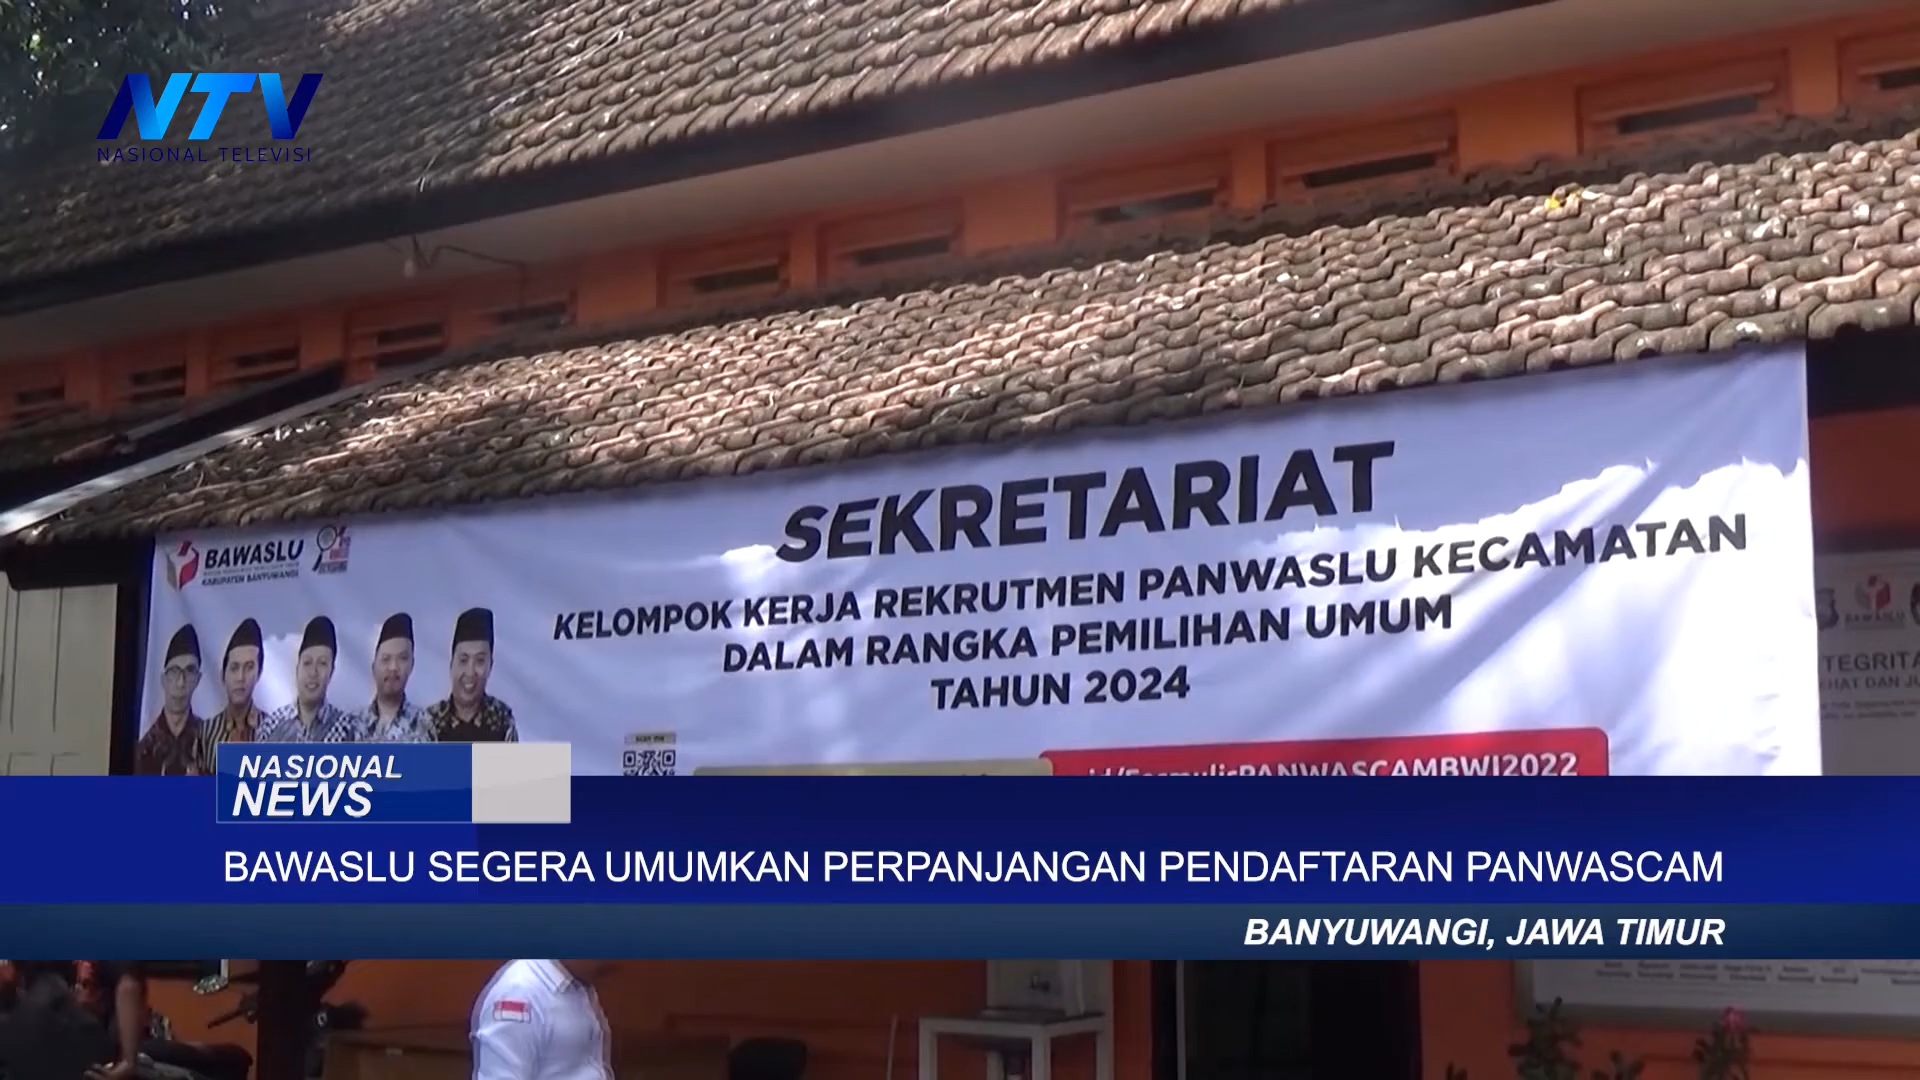 NTV
NASIONAL TELEVISI
SEKRETARIAT
KELOMPOK KERJA REKRUTMEN PANWASLU KECAMATAN
DALAM RANGKA PEMILIHAN UMUM
TAHUN 2024
BAWASLU
KABUPATEN BANYUWANGI
BAWASLU
NASIONAL
NEWS
BAWASLU SEGERA UMUMKAN PERPANJANGAN PENDAFTARAN PANWASCAM
BANYUWANGI, JAWA TIMUR